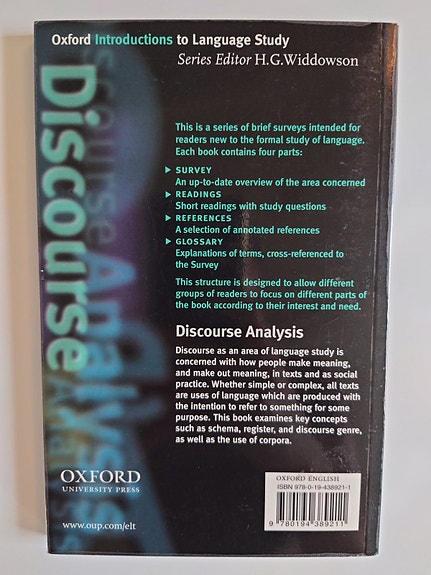 Oxford Introductions to Language Study
Series Editor H.G.Widdowson
Discourse
Discourse Analysis
This is a series of brief surveys intended for
readers new to the formal study of language.
Each book contains four parts:
▶ SURVEY
An up-to-date overview of the area concerned
▶ READINGS
Short readings with study questions
▶ REFERENCES
A selection of annotated references
▶ GLOSSARY
Explanations of terms, cross-referenced to
the Survey
This structure is designed to allow different
groups of readers to focus on different parts of
the book according to their interest and need.
Discourse Analysis
Discourse as an area of language study is
concerned with how people make meaning,
and make out meaning, in texts and as social
practice. Whether simple or complex, all texts
are uses of language which are produced with
the intention to refer to something for some
purpose. This book examines key concepts
such as schema, register, and discourse genre,
as well as the use of corpora.
OXFORD
UNIVERSITY PRESS
www.oup.com/elt
OXFORD ENGLISH
ISBN 978-0-19-438921-1
9 780194 389211